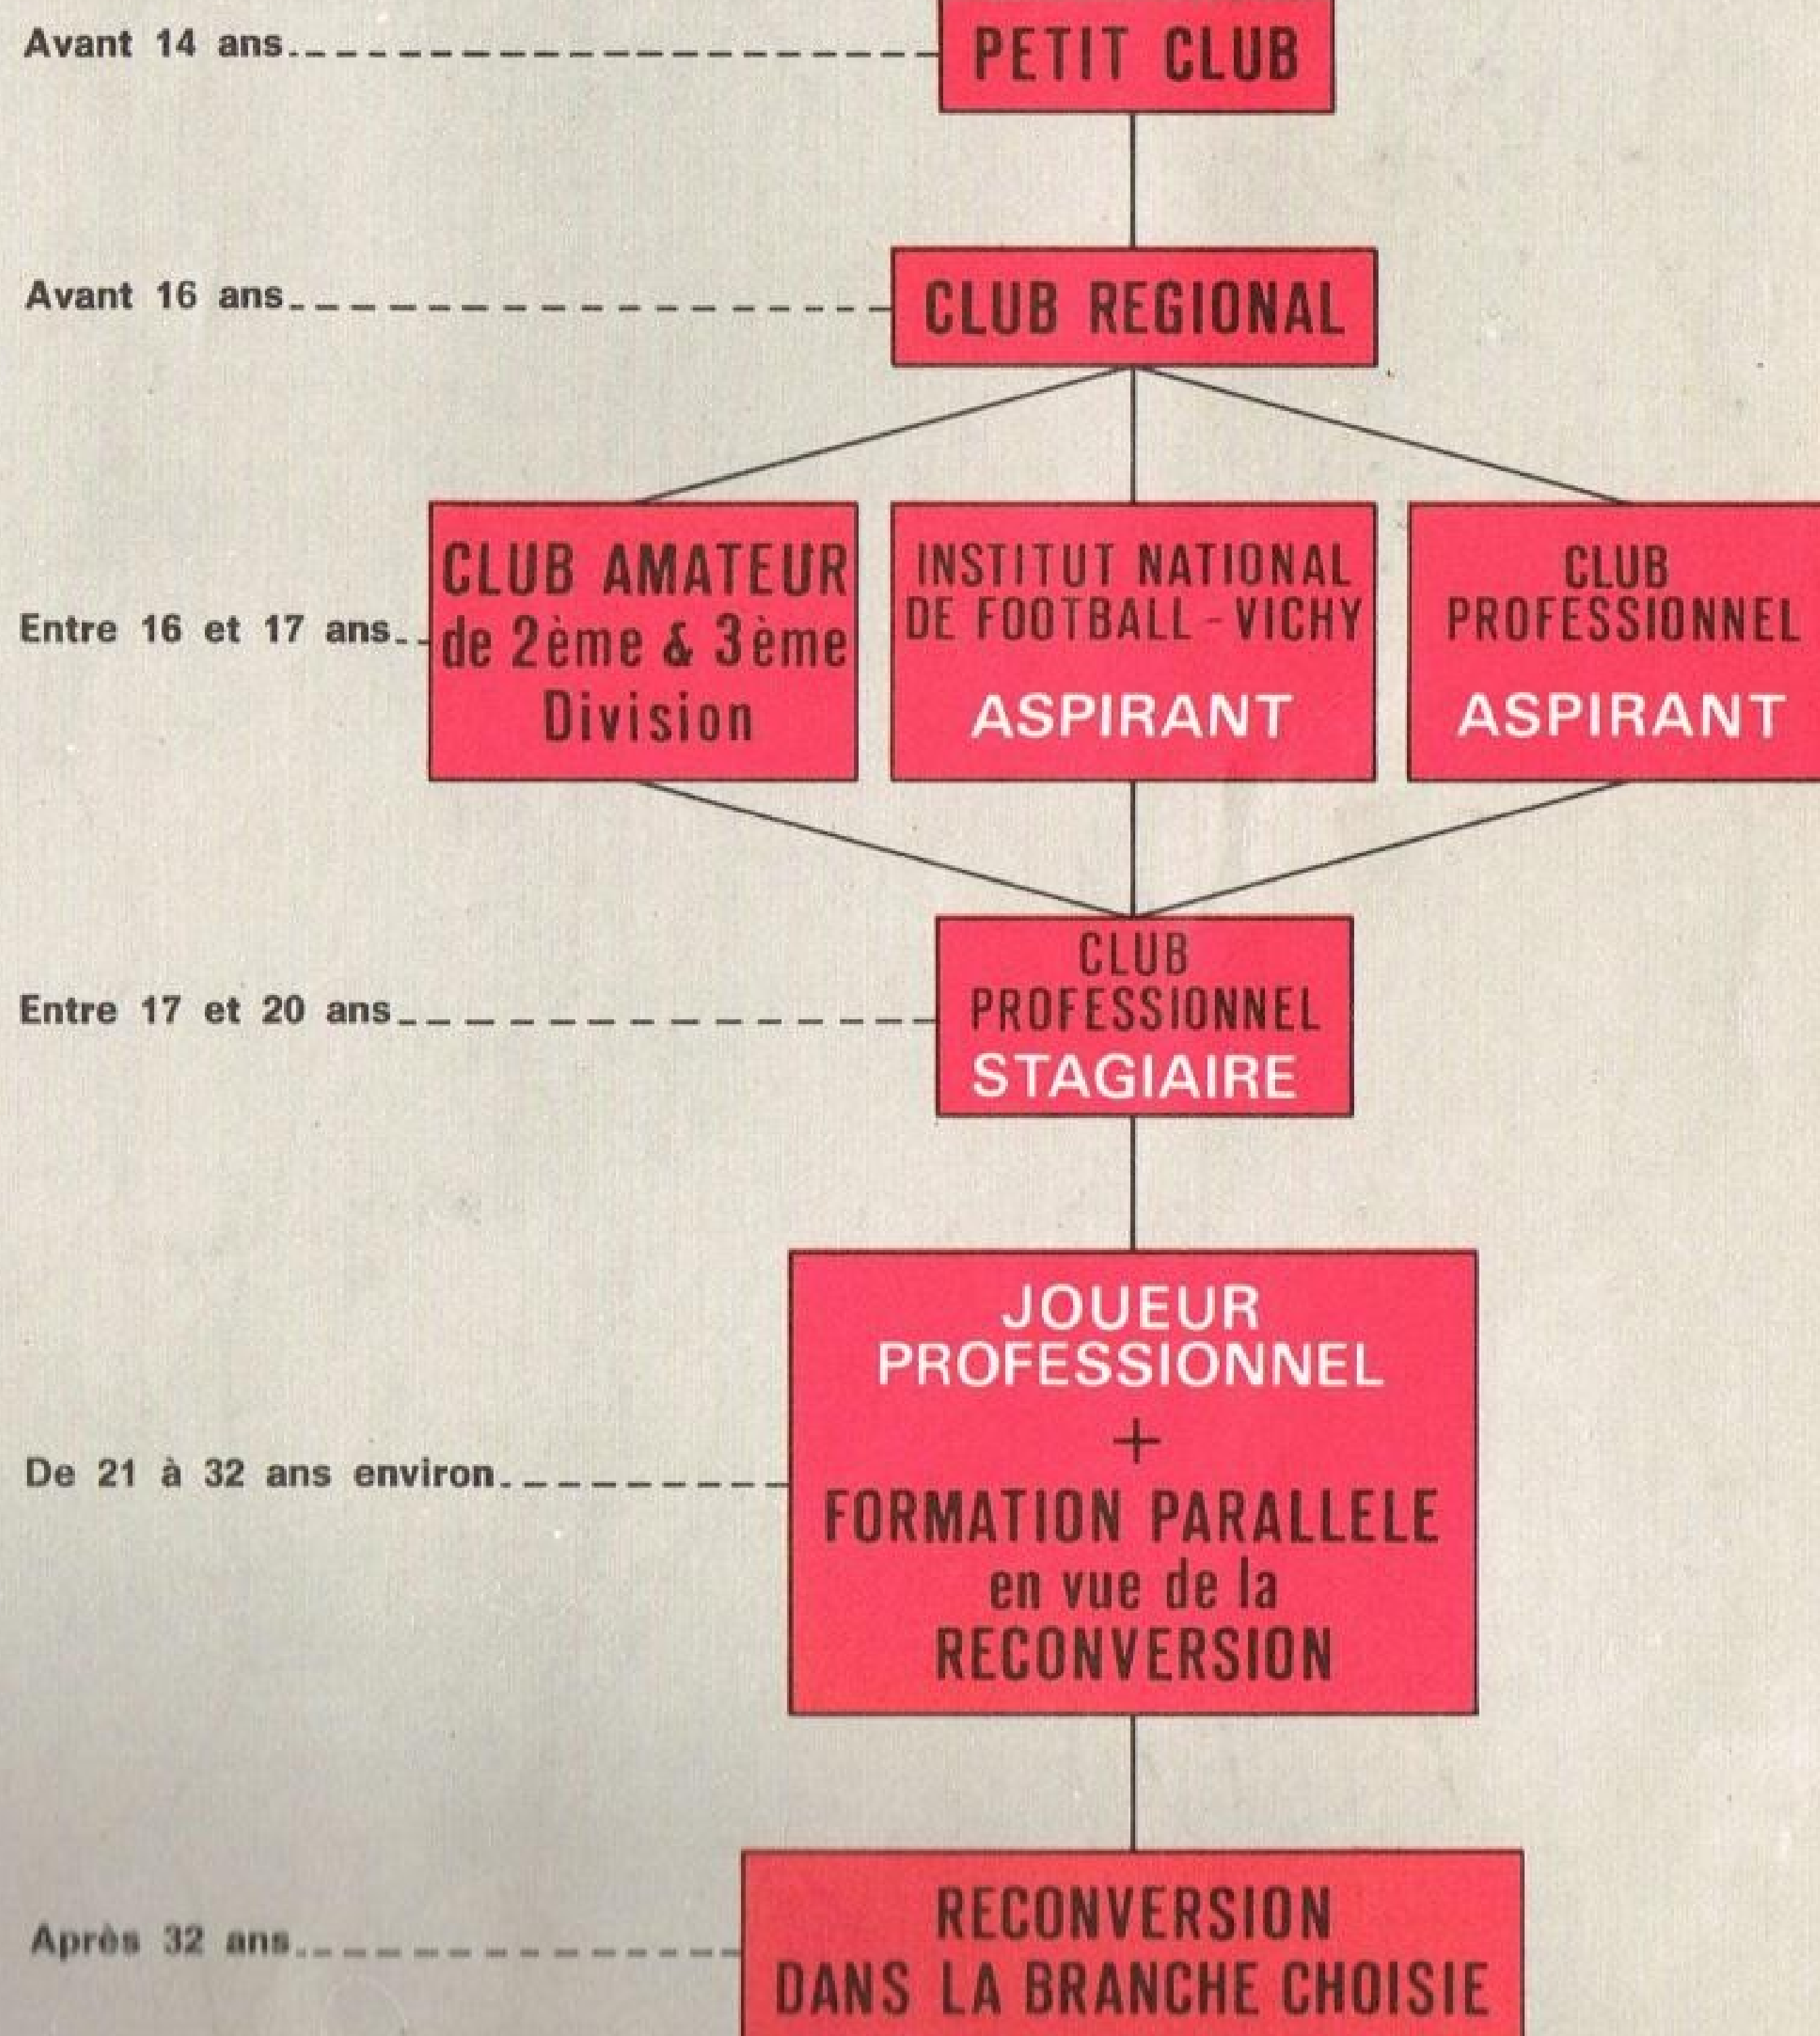 Avant 14 ans
PETIT CLUB
Avant 16 ans
CLUB REGIONAL
Entre 16 et 17 ans
CLUB AMATEUR
de 2ème & 3ème
Division
INSTITUT NATIONAL
DE FOOTBALL - VICHY
ASPIRANT
CLUB
PROFESSIONNEL
ASPIRANT
Entre 17 et 20 ans
CLUB
PROFESSIONNEL
STAGIAIRE
De 21 à 32 ans environ
JOUEUR
PROFESSIONNEL
+
FORMATION PARALLELE
en vue de la
RECONVERSION
Après 32 ans
RECONVERSION
DANS LA BRANCHE CHOISIE